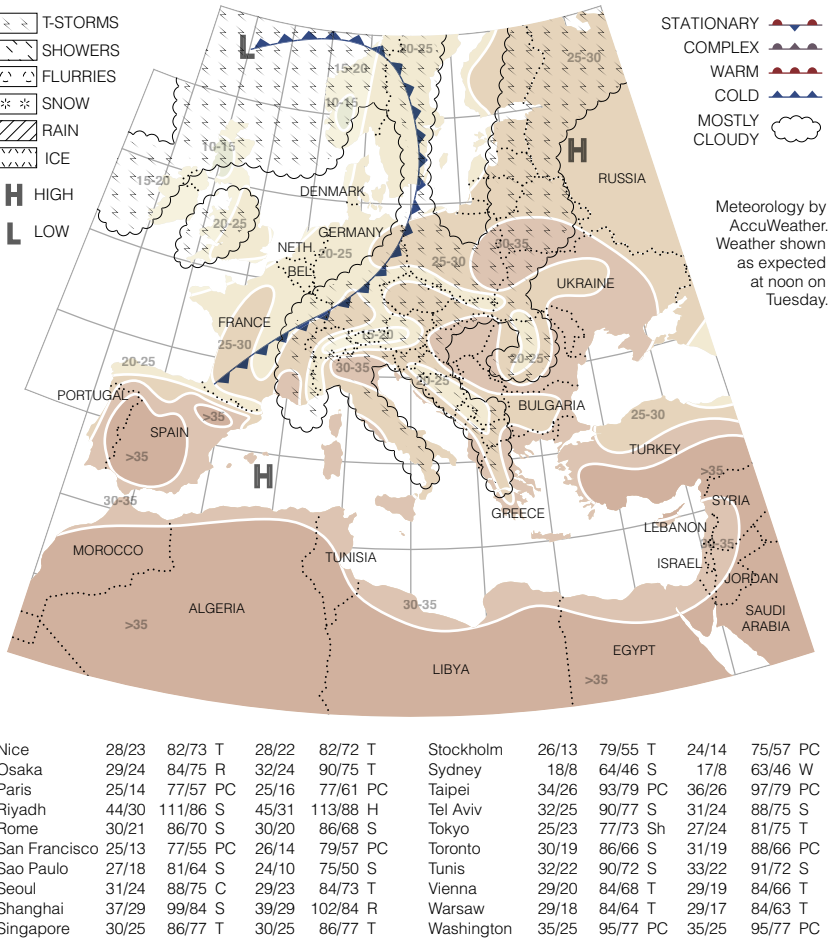 T-STORMS
SHOWERS
FLURRIES
SNOW
RAIN
ICE
H HIGH
L LOW
STATIONARY
COMPLEX
WARM
COLD
MOSTLY
CLOUDY
Meteorology by
AccuWeather.
Weather shown
as expected
at noon on
Tuesday.
L
20-25
25-30
15-20
10-15
10-15
H
15-20
RUSSIA
DENMARK
20-25
GERMANY
30-35
NETH.
20-25
BEL.
25-30
UKRAINE
FRANCE
15-20
25-30
20-25
20-25
30-35
20-25
PORTUGAL
BULGARIA
>35
25-30
SPAIN
TURKEY
>35
>35
H
30-35
SYRIA
GREECE
LEBANON
30-35
MOROCCO
TUNISIA
ISRAEL
JORDAN
ALGERIA
30-35
SAUDI
ARABIA
>35
EGYPT
LIBYA
>35
Nice 28/23 82/73 T 28/22 82/72 T
Osaka 29/24 84/75 R 32/24 90/75 T
Paris 25/14 77/57 PC 25/16 77/61 PC
Riyadh 44/30 111/86 S 45/31 113/88 H
Rome 30/21 86/70 S 30/20 86/68 S
San Francisco 25/13 77/55 PC 26/14 79/57 PC
Sao Paulo 27/18 81/64 S 24/10 75/50 S
Seoul 31/24 88/75 C 29/23 84/73 T
Shanghai 37/29 99/84 S 39/29 102/84 R
Singapore 30/25 86/77 T 30/25 86/77 T
Stockholm 26/13 79/55 T 24/14 75/57 PC
Sydney 18/8 64/46 S 17/8 63/46 W
Taipei 34/26 93/79 PC 36/26 97/79 PC
Tel Aviv 32/25 90/77 S 31/24 88/75 S
Tokyo 25/23 77/73 Sh 27/24 81/75 T
Toronto 30/19 86/66 S 31/19 88/66 PC
Tunis 32/22 90/72 S 33/22 91/72 S
Vienna 29/20 84/68 T 29/19 84/66 T
Warsaw 29/18 84/64 T 29/17 84/63 T
Washington 35/25 95/77 PC 35/25 95/77 PC